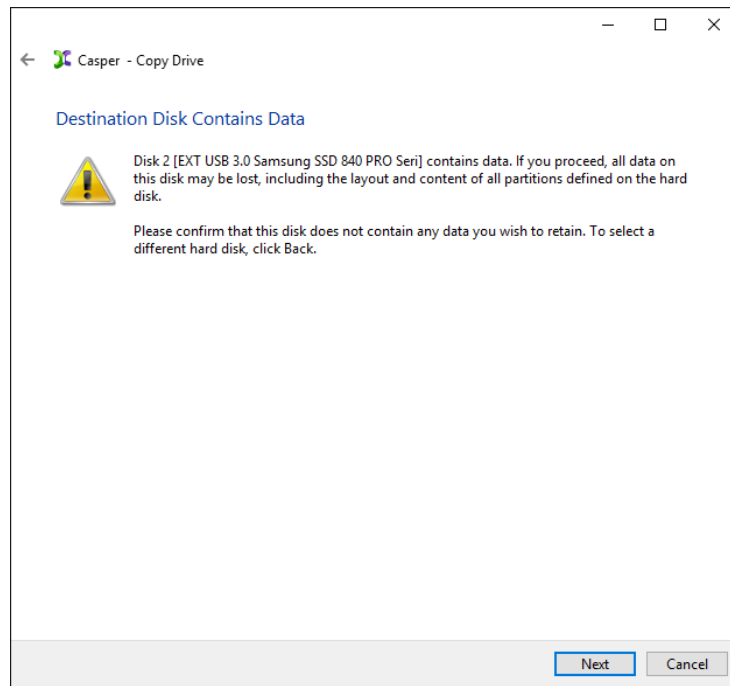 Casper - Copy Drive
Destination Disk Contains Data
Disk 2 [EXT USB 3.0 Samsung SSD 840 PRO Seri] contains data. If you proceed, all data on
this disk may be lost, including the layout and content of all partitions defined on the hard
disk.
Please confirm that this disk does not contain any data you wish to retain. To select a
different hard disk, click Back.
Next
Cancel